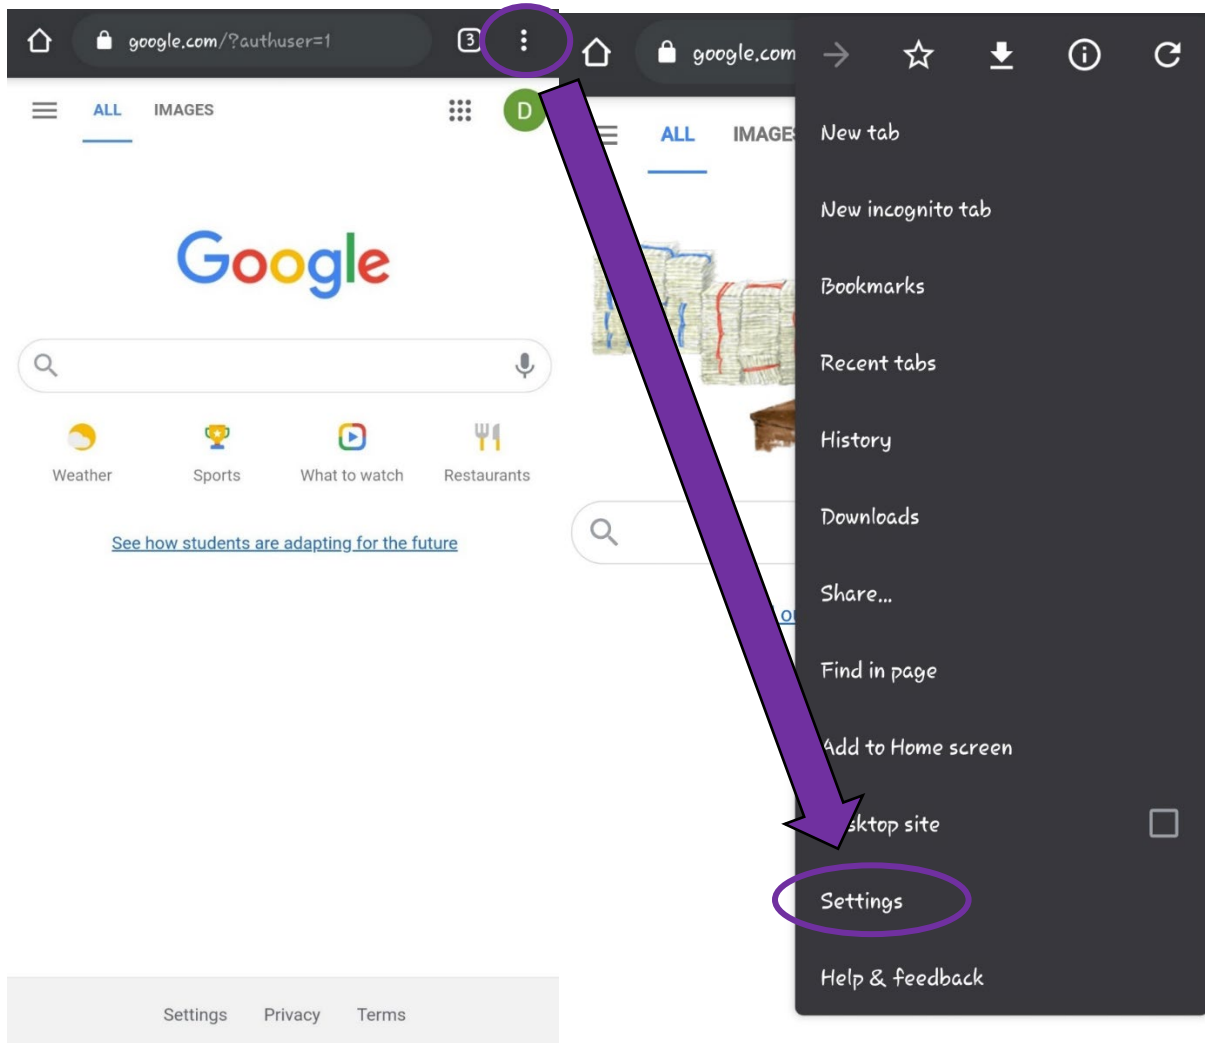 google.com/?authuser=1
3
ALL IMAGES
D
Google
Weather Sports What to watch Restaurants
See how students are adapting for the future
Settings Privacy Terms
google.com
ALL IMAGE
New tab
New incognito tab
Bookmarks
Recent tabs
History
Downloads
Share...
Find in page
Add to Home screen
sktop site
Settings
Help & feedback